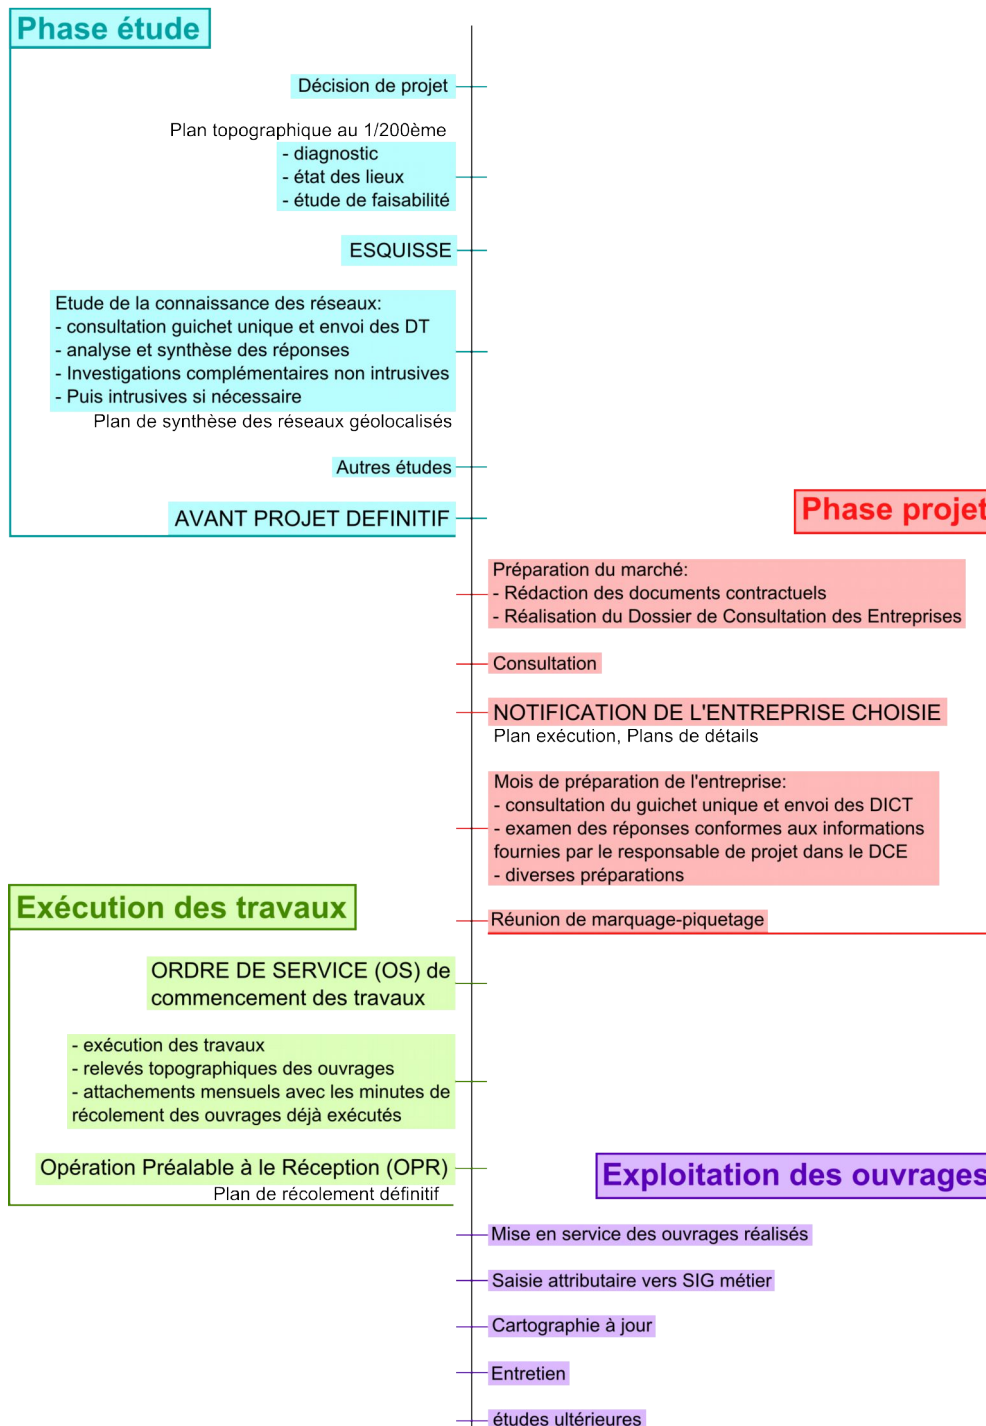 Phase étude
Décision de projet
Plan topographique au 1/200ème
- diagnostic
- état des lieux
- étude de faisabilité
ESQUISSE
Etude de la connaissance des réseaux:
- consultation guichet unique et envoi des DT
- analyse et synthèse des réponses
- Investigations complémentaires non intrusives
- Puis intrusives si nécessaire
Plan de synthèse des réseaux géolocalisés
Autres études
AVANT PROJET DEFINITIF
Phase projet
Préparation du marché:
- Rédaction des documents contractuels
- Réalisation du Dossier de Consultation des Entreprises
Consultation
NOTIFICATION DE L'ENTREPRISE CHOISIE
Plan exécution, Plans de détails
Mois de préparation de l'entreprise:
- consultation du guichet unique et envoi des DICT
- examen des réponses conformes aux informations
fournies par le responsable de projet dans le DCE
- diverses préparations
Réunion de marquage-piquetage
Exécution des travaux
ORDRE DE SERVICE (OS) de
commencement des travaux
- exécution des travaux
- relevés topographiques des ouvrages
- attachements mensuels avec les minutes de
récolement des ouvrages déjà exécutés
Opération Préalable à le Réception (OPR)
Plan de récolement définitif
Exploitation des ouvrages
Mise en service des ouvrages réalisés
Saisie attributaire vers SIG métier
Cartographie à jour
Entretien
études ultérieures